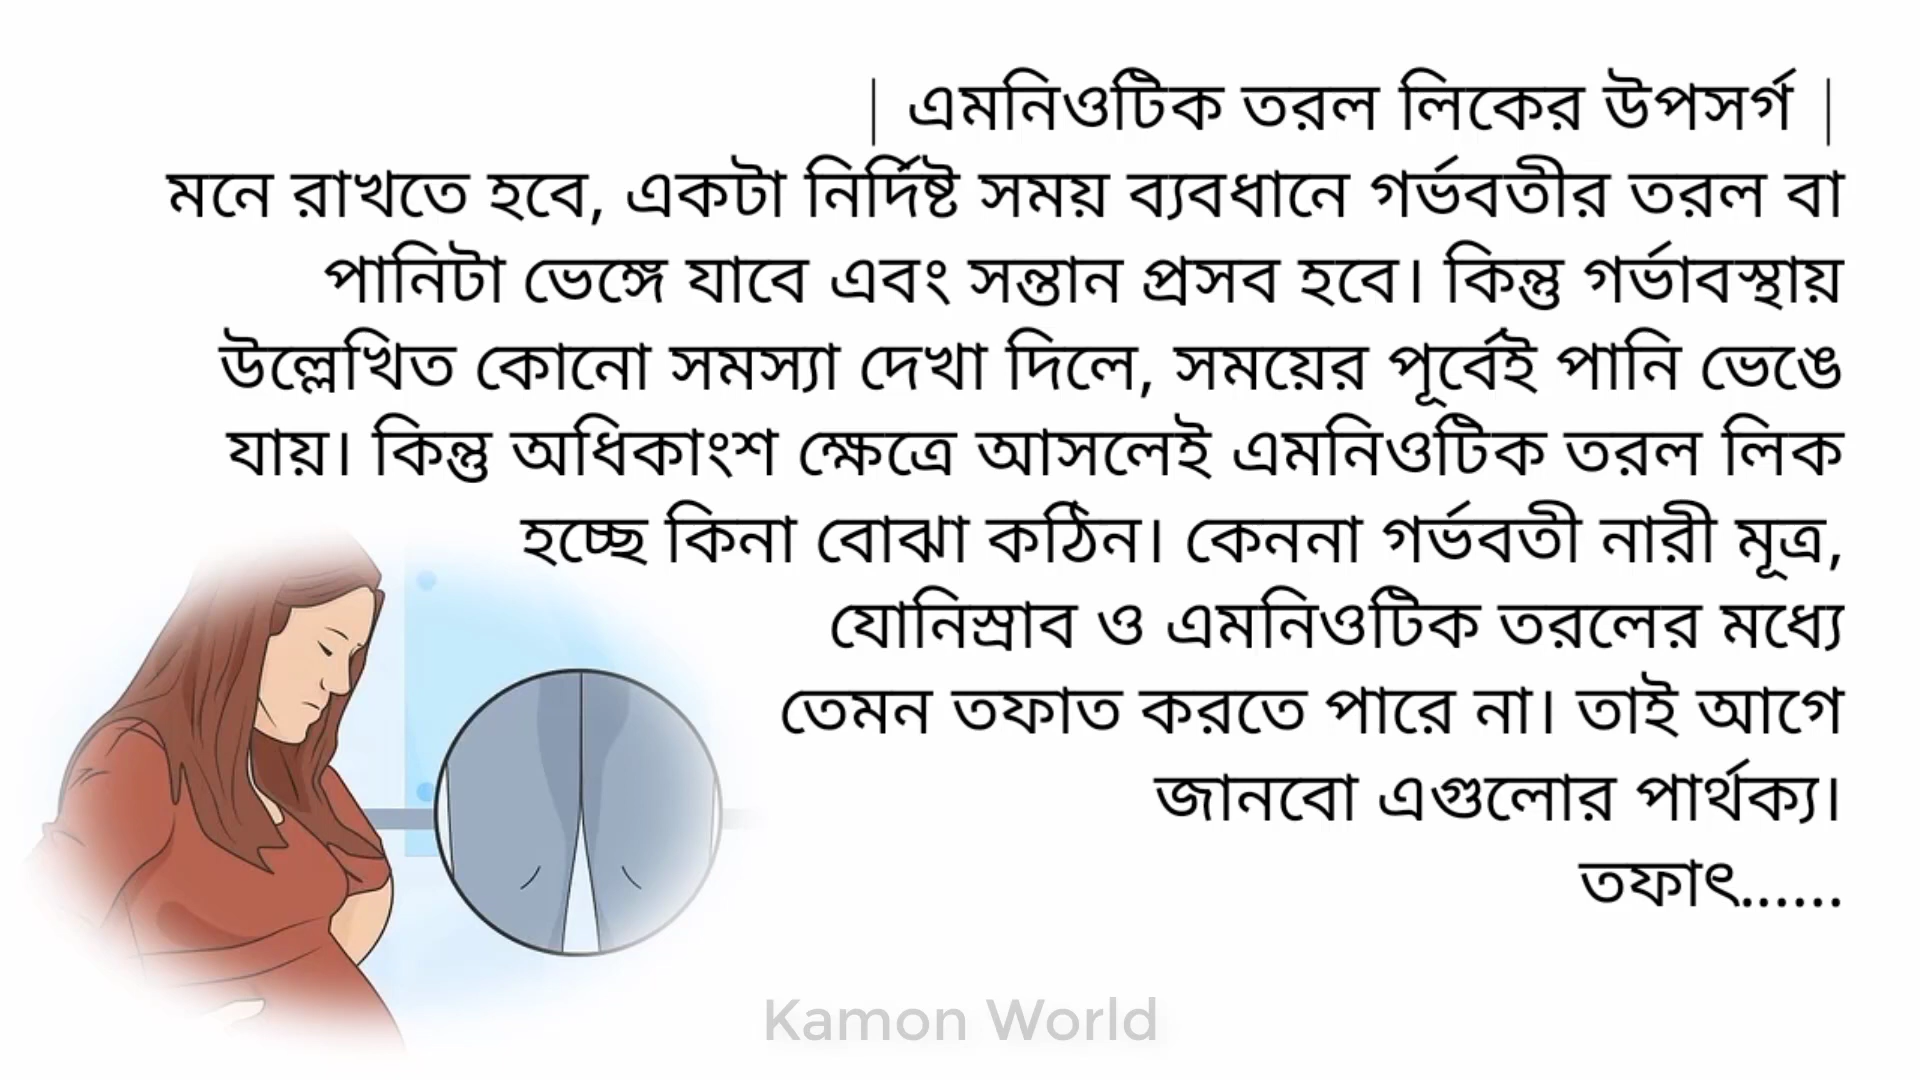 | এমনিওটিক তরল লিকের উপসর্গ |
মনে রাখতে হবে, একটা নির্দিষ্ট সময় ব্যবধানে গর্ভবতীর তরল বা
পানিটা ভেঙ্গে যাবে এবং সন্তান প্রসব হবে। কিন্তু গর্ভাবস্থায়
উল্লেখিত কোনো সমস্যা দেখা দিলে, সময়ের পূর্বেই পানি ভেঙে
যায়। কিন্তু অধিকাংশ ক্ষেত্রে আসলেই এমনিওটিক তরল লিক
হচ্ছে কিনা বোঝা কঠিন। কেননা গর্ভবতী নারী মূত্র,
যোনিস্রাব ও এমনিওটিক তরলের মধ্যে
তেমন তফাত করতে পারে না। তাই আগে
জানবো এগুলোর পার্থক্য।
তফাৎ......
Kamon World